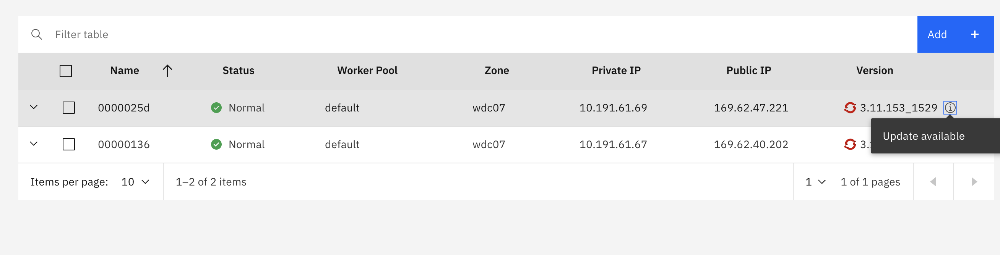 Filter table
Add +
Name Status Worker Pool Zone Private IP Public IP Version
0000025d Normal default wdc07 10.191.61.69 169.62.47.221 3.11.153_1529
Update available
00000136 Normal default wdc07 10.191.61.67 169.62.40.202 3.
Items per page: 10 1–2 of 2 items 1 1 of 1 pages